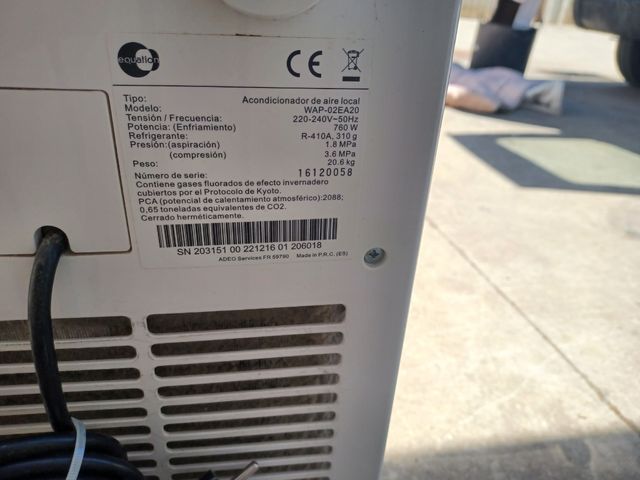 equation
CE
Tipo: Acondicionador de aire local
Modelo: WAP-02EA20
Tensión / Frecuencia: 220-240V~50Hz
Potencia: (Enfriamiento) 760 W
Refrigerante: R-410A, 310 g
Presión:(aspiración) 1.8 MPa
(compresión) 3.6 MPa
Peso: 20.6 kg
Número de serie: 16120058
Contiene gases fluorados de efecto invernadero
cubiertos por el Protocolo de Kyoto.
PCA (potencial de calentamiento atmosférico):2088;
0,65 toneladas equivalentes de CO2.
Cerrado herméticamente.
SN 203151 00 221216 01 206018
ADEO Services FR 59790 Made in P.R.C. (ES)